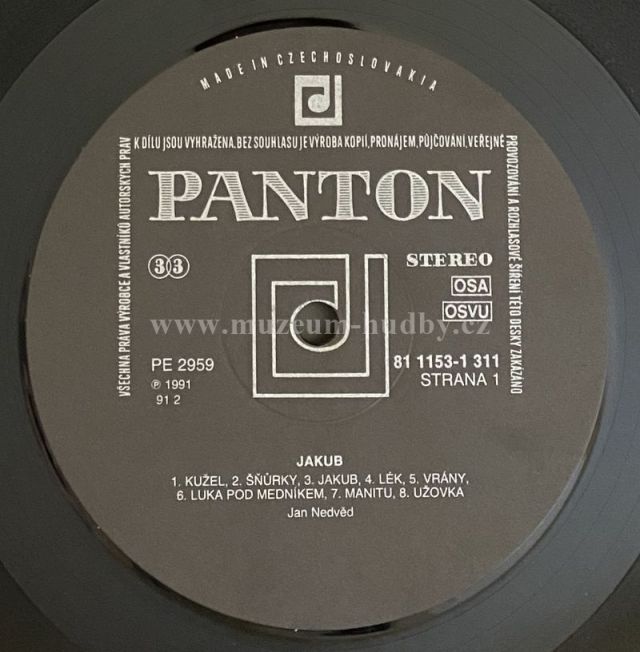 MADE IN CZECHOSLOVAKIA
VŠECHNA PRÁVA VÝROBCE A VLASTNÍKŮ AUTORSKÝCH PRÁV
K DÍLU JSOU VYHRAŽENA. BEZ SOUHLASU JE VÝROBA KOPIÍ, PRONÁJEM, PŮJČOVÁNÍ, VEŘEJNÉ
PROVOZOVÁNÍ A ROZHLASOVÉ ŠÍŘENÍ TÉTO DESKY ZAKÁZÁNO
PANTON
33
STEREO
OSA
OSVU
www.muzeum-hudby.cz
PE 2959
℗ 1991
91 2
81 1153-1 311
STRANA 1
JAKUB
1. KUŽEL, 2. ŠŇŮRKY, 3. JAKUB, 4. LÉK, 5. VRÁNY,
6. LUKA POD MEDNÍKEM, 7. MANITU, 8. UŽOVKA
Jan Nedvěd